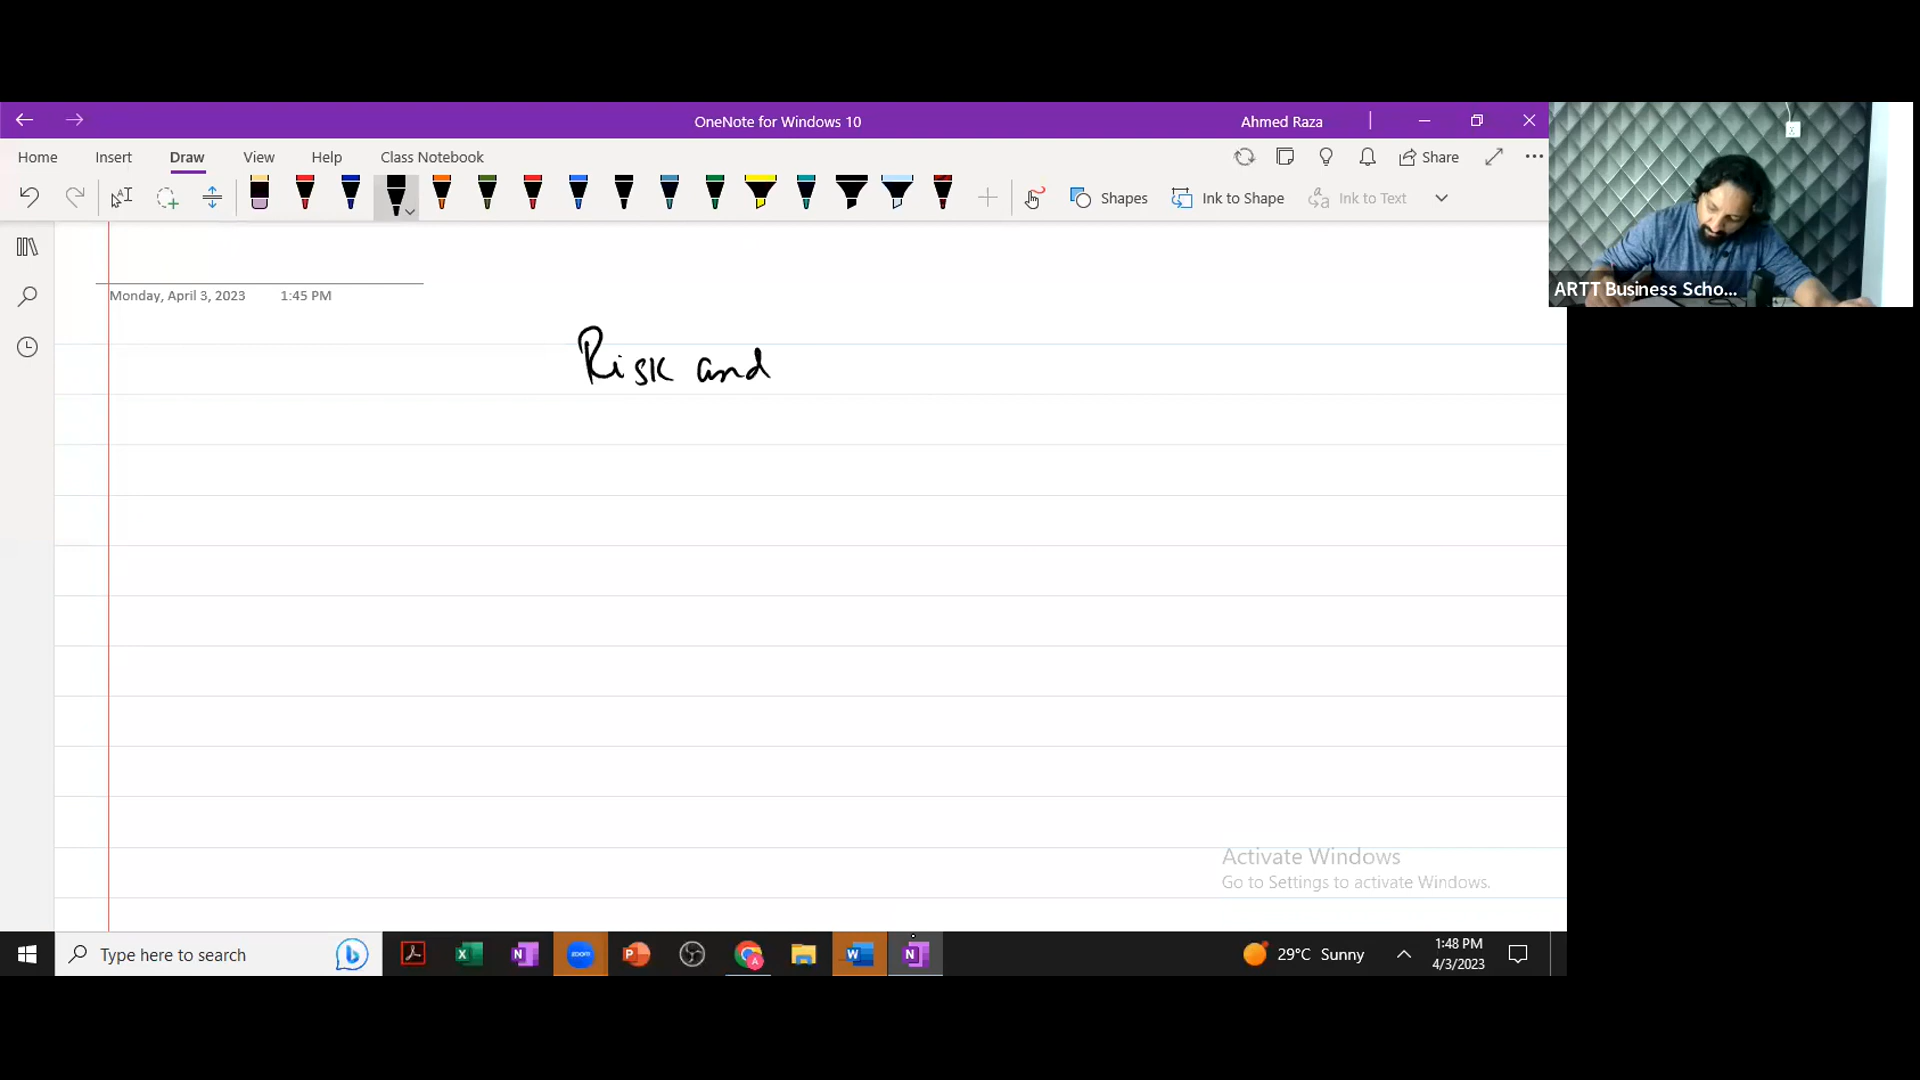 OneNote for Windows 10
Ahmed Raza
Home
Insert
Draw
View
Help
Class Notebook
Share
Shapes
Ink to Shape
Ink to Text
ARTT Business Scho...
Monday, April 3, 2023
1:45 PM
Risk and
Activate Windows
Go to Settings to activate Windows.
Type here to search
zoom
29°C Sunny
1:48 PM
4/3/2023